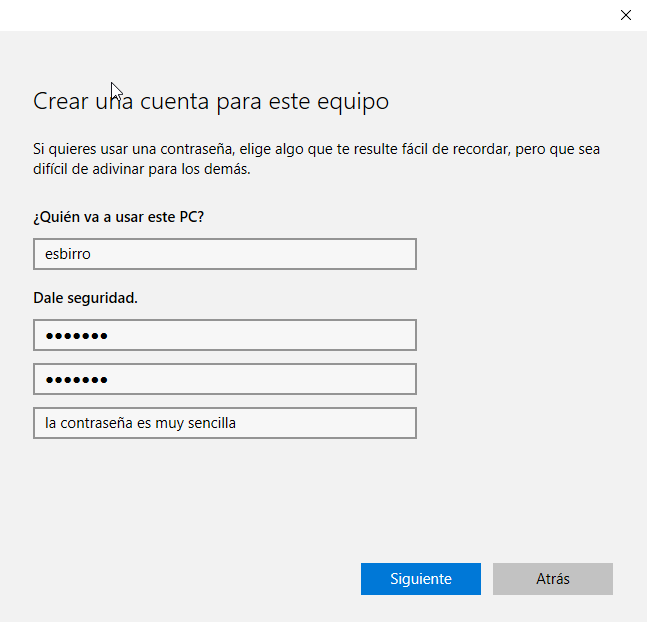 Crear una cuenta para este equipo
Si quieres usar una contraseña, elige algo que te resulte fácil de recordar, pero que sea
difícil de adivinar para los demás.
¿Quién va a usar este PC?
esbirro
Dale seguridad.
●●●●●●●
●●●●●●●
la contraseña es muy sencilla
Siguiente
Atrás